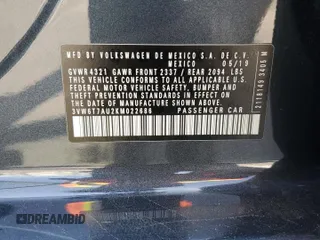 MFD BY VOLKSWAGEN DE MEXICO S.A. DE C.V.
MEXICO 05/19
GVWR 4321 GAWR FRONT 2337 / REAR 2094 LBS
THIS VEHICLE CONFORMS TO ALL APPLICABLE U.S.
FEDERAL MOTOR VEHICLE SAFETY, BUMPER AND
THEFT PREVENTION STANDARDS IN EFFECT ON THE
DATE OF MANUFACTURE SHOWN ABOVE.
3VW6T7AU2KM022686 PASSENGER CAR
2118149 3405 M
DREAMBID